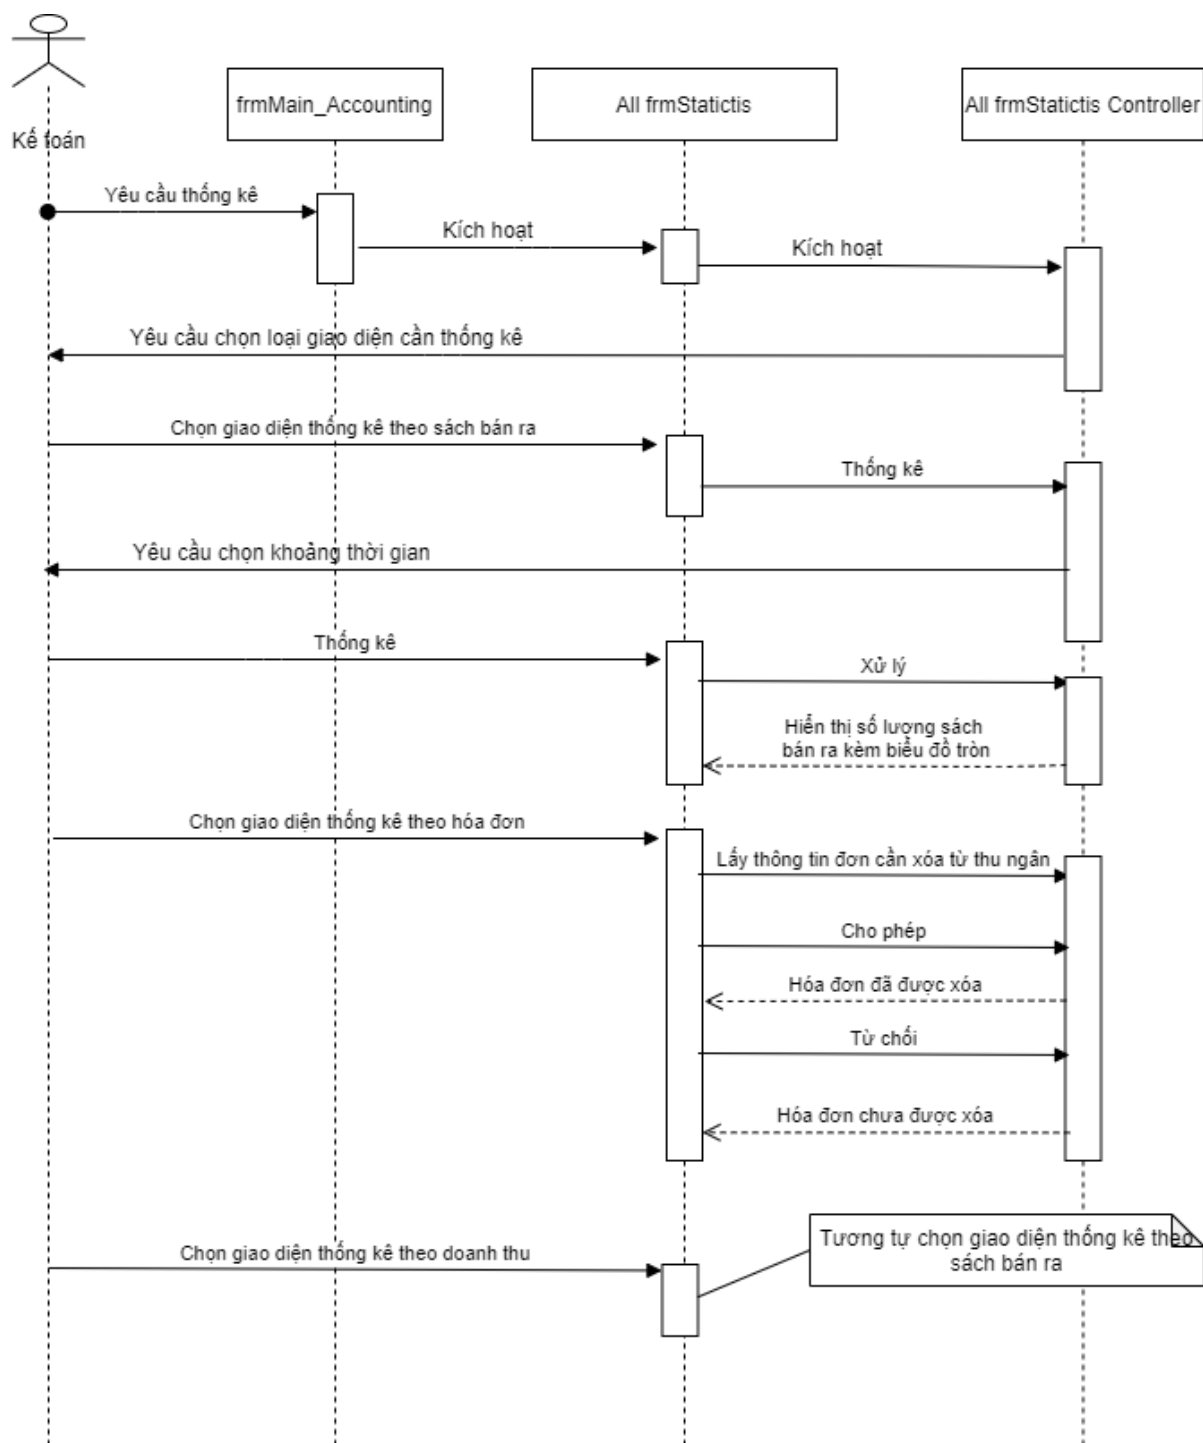 Kế toán
frmMain_Accounting
All frmStatictis
All frmStatictis Controller
Yêu cầu thống kê
Kích hoạt
Kích hoạt
Yêu cầu chọn loại giao diện cần thống kê
Chọn giao diện thống kê theo sách bán ra
Thống kê
Yêu cầu chọn khoảng thời gian
Thống kê
Xử lý
Hiển thị số lượng sách
bán ra kèm biểu đồ tròn
Chọn giao diện thống kê theo hóa đơn
Lấy thông tin đơn cần xóa từ thu ngân
Cho phép
Hóa đơn đã được xóa
Từ chối
Hóa đơn chưa được xóa
Chọn giao diện thống kê theo doanh thu
Tương tự chọn giao diện thống kê theo
sách bán ra